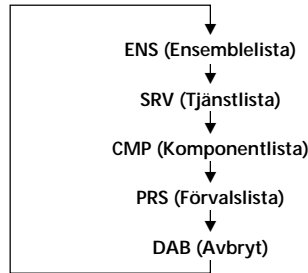 ENS (Ensemblelista)
SRV (Tjänstlista)
CMP (Komponentlista)
PRS (Förvalslista)
DAB (Avbryt)